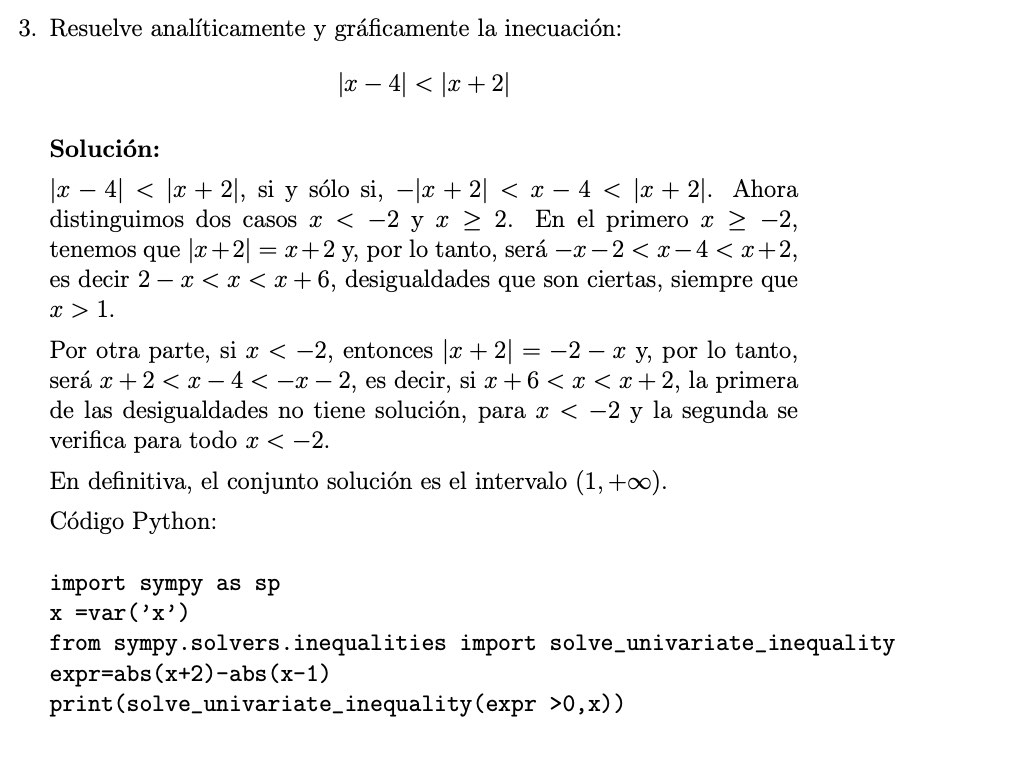 3. Resuelve analíticamente y gráficamente la inecuación:
|x − 4| < |x + 2|
Solución:
|x − 4| < |x + 2|, si y sólo si, −|x + 2| < x − 4 < |x + 2|. Ahora
distinguimos dos casos x < −2 y x ≥ 2. En el primero x ≥ −2,
tenemos que |x+2| = x+2 y, por lo tanto, será −x−2 < x−4 < x+2,
es decir 2 − x < x < x + 6, desigualdades que son ciertas, siempre que
x > 1.
Por otra parte, si x < −2, entonces |x + 2| = −2 − x y, por lo tanto,
será x + 2 < x − 4 < −x − 2, es decir, si x + 6 < x < x + 2, la primera
de las desigualdades no tiene solución, para x < −2 y la segunda se
verifica para todo x < −2.
En definitiva, el conjunto solución es el intervalo (1, +∞).
Código Python:
import sympy as sp
x =var(’x’)
from sympy.solvers.inequalities import solve_univariate_inequality
expr=abs(x+2)-abs(x-1)
print(solve_univariate_inequality(expr >0,x))